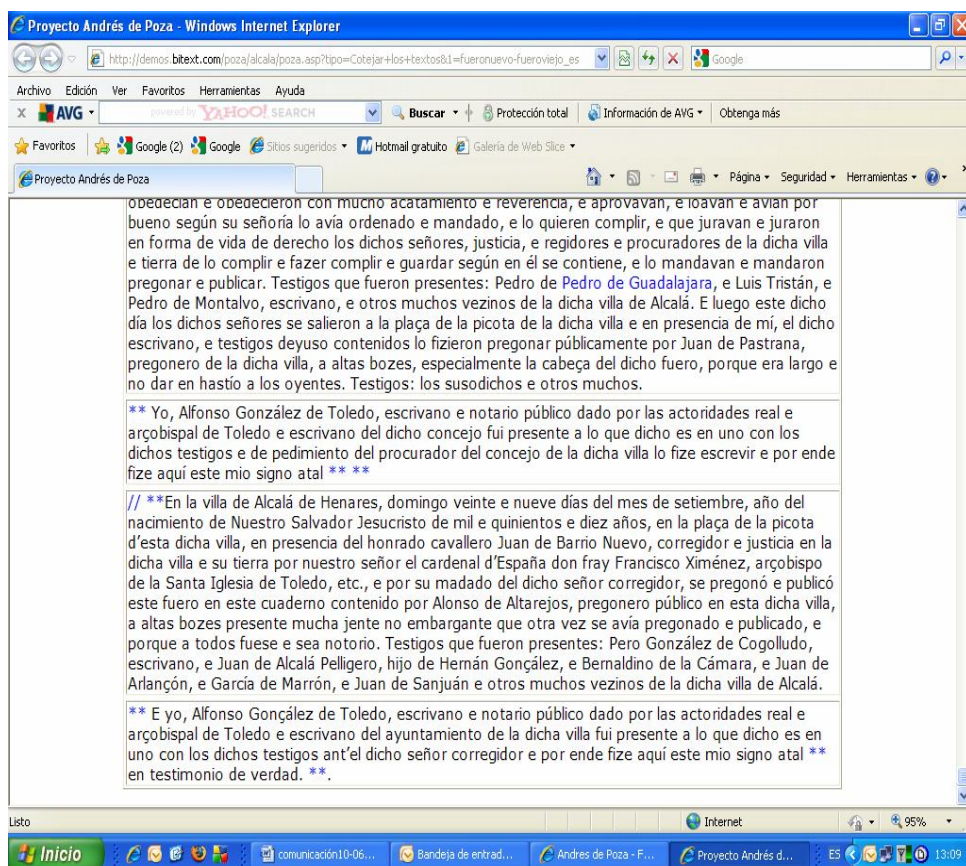 Proyecto Andrés de Poza - Windows Internet Explorer
http://demos.bitext.com/poza/alcala/poza.asp?tipo=Cotejar+los+textos&1=fueronuevo-fueroviejo_es
Google
Archivo Edición Ver Favoritos Herramientas Ayuda
X AVG powered by YAHOO! SEARCH Buscar Protección total Información de AVG Obtenga más
Favoritos Google (2) Google Sitios sugeridos Hotmail gratuito Galería de Web Slice
Proyecto Andrés de Poza Página Seguridad Herramientas
obedecían e obedecieron con mucho acatamiento e reverencia, e aprovavan, e loavan e avían por
bueno según su señoría lo avía ordenado e mandado, e lo quieren complir, e que juravan e juraron
en forma de vida de derecho los dichos señores, justicia, e regidores e procuradores de la dicha villa
e tierra de lo complir e fazer complir e guardar según en él se contiene, e lo mandavan e mandaron
pregonar e publicar. Testigos que fueron presentes: Pedro de Pedro de Guadalajara, e Luis Tristán, e
Pedro de Montalvo, escrivano, e otros muchos vezinos de la dicha villa de Alcalá. E luego este dicho
día los dichos señores se salieron a la plaça de la picota de la dicha villa e en presencia de mí, el dicho
escrivano, e testigos deyuso contenidos lo fizieron pregonar públicamente por Juan de Pastrana,
pregonero de la dicha villa, a altas bozes, especialmente la cabeça del dicho fuero, porque era largo e
no dar en hastío a los oyentes. Testigos: los susodichos e otros muchos.
** Yo, Alfonso González de Toledo, escrivano e notario público dado por las actoridades real e
arçobispal de Toledo e escrivano del dicho concejo fui presente a lo que dicho es en uno con los
dichos testigos e de pedimiento del procurador del concejo de la dicha villa lo fize escrevir e por ende
fize aquí este mio signo atal ** **
// **En la villa de Alcalá de Henares, domingo veinte e nueve días del mes de setiembre, año del
nacimiento de Nuestro Salvador Jesucristo de mil e quinientos e diez años, en la plaça de la picota
d'esta dicha villa, en presencia del honrado cavallero Juan de Barrio Nuevo, corregidor e justicia en la
dicha villa e su tierra por nuestro señor el cardenal d'España don fray Francisco Ximénez, arçobispo
de la Santa Iglesia de Toledo, etc., e por su madado del dicho señor corregidor, se pregonó e publicó
este fuero en este cuaderno contenido por Alonso de Altarejos, pregonero público en esta dicha villa,
a altas bozes presente mucha jente no embargante que otra vez se avía pregonado e publicado, e
porque a todos fuese e sea notorio. Testigos que fueron presentes: Pero González de Cogolludo,
escrivano, e Juan de Alcalá Pelligero, hijo de Hernán Gonçález, e Bernaldino de la Cámara, e Juan de
Arlançón, e García de Marrón, e Juan de Sanjuán e otros muchos vezinos de la dicha villa de Alcalá.
** E yo, Alfonso Gonçález de Toledo, escrivano e notario público dado por las actoridades real e
arçobispal de Toledo e escrivano del ayuntamiento de la dicha villa fui presente a lo que dicho es en
uno con los dichos testigos ant'el dicho señor corregidor e por ende fize aquí este mio signo atal **
en testimonio de verdad. **.
Listo Internet 95%
Inicio comunicación10-06... Bandeja de entrad... Andres de Poza - F... Proyecto Andrés d... ES 13:09